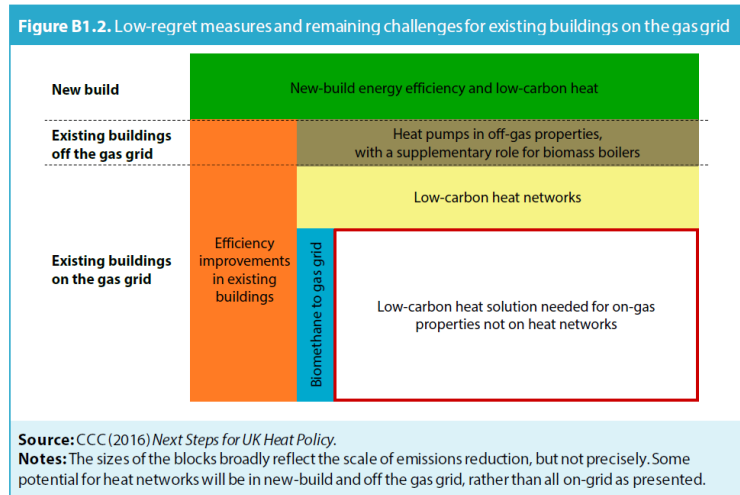 Figure B1.2. Low-regret measures and remaining challenges for existing buildings on the gas grid
New build
New-build energy efficiency and low-carbon heat
Existing buildings
off the gas grid
Heat pumps in off-gas properties,
with a supplementary role for biomass boilers
Low-carbon heat networks
Existing buildings
on the gas grid
Efficiency
improvements
in existing
buildings
Biomethane to gas grid
Low-carbon heat solution needed for on-gas
properties not on heat networks
Source: CCC (2016) Next Steps for UK Heat Policy.
Notes: The sizes of the blocks broadly reflect the scale of emissions reduction, but not precisely. Some
potential for heat networks will be in new-build and off the gas grid, rather than all on-grid as presented.